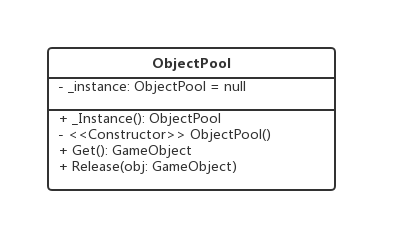 ObjectPool
- _instance: ObjectPool = null
+ _Instance(): ObjectPool
- <<Constructor>> ObjectPool()
+ Get(): GameObject
+ Release(obj: GameObject)